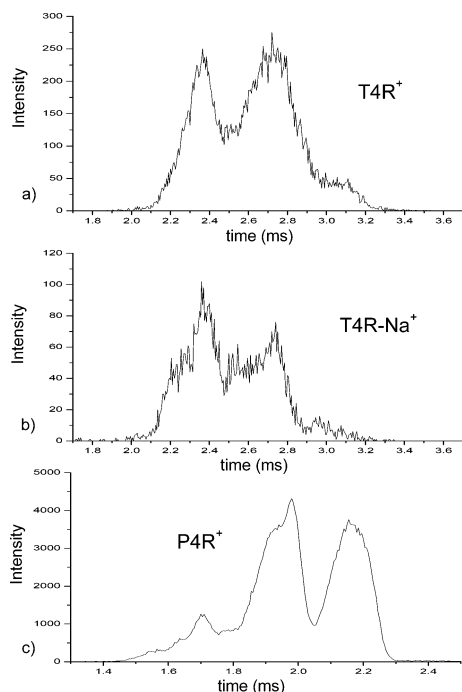 300
250
200
150
100
50
0
Intensity
T4R+
a)
1.8 2.0 2.2 2.4 2.6 2.8 3.0 3.2 3.4 3.6
time (ms)
120
100
80
60
40
20
0
Intensity
T4R-Na+
b)
1.8 2.0 2.2 2.4 2.6 2.8 3.0 3.2 3.4 3.6
time (ms)
5000
4000
3000
2000
1000
0
Intensity
P4R+
c)
1.4 1.6 1.8 2.0 2.2 2.4
time (ms)